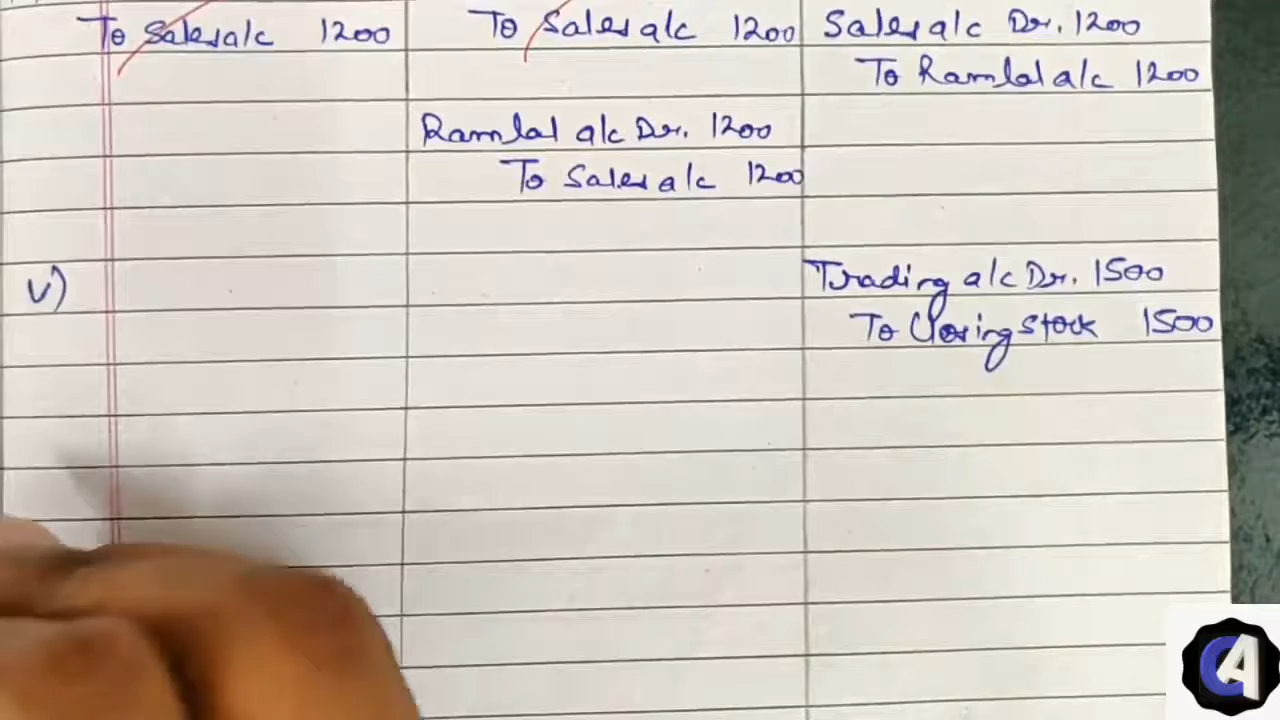 To Sales a/c 1200
To Sales a/c 1200
Sales a/c Dr. 1200
To Ramlal a/c 1200
Ramlal a/c Dr. 1200
To Sales a/c 1200
v)
Trading a/c Dr. 1500
To Closing stock 1500
CA